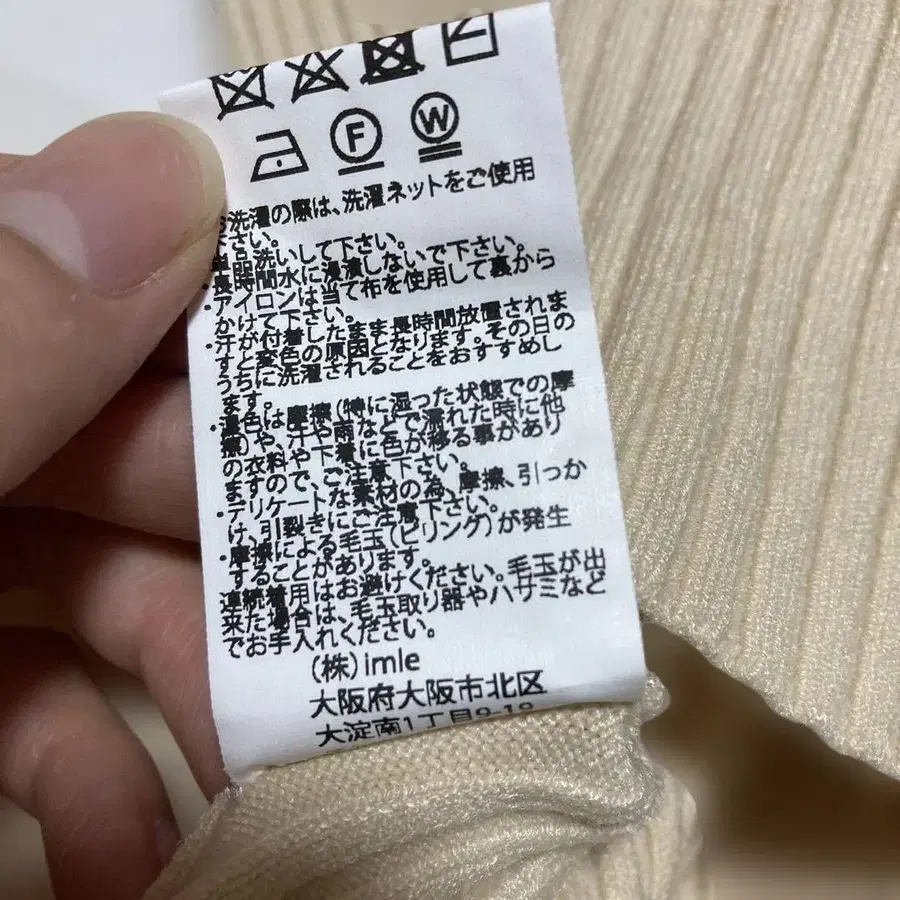 F W
お洗濯の際は、洗濯ネットをご使用
下さい。
単品洗いして下さい。
・長時間水に浸漬しないで下さい。
・アイロンは当て布を使用して裏から
かけて下さい。
・汗が付着したまま長時間放置されま
すと変色の原因となります。その日の
うちに洗濯されることをおすすめし
ます。
・濃色は摩擦(特に湿った状態での摩
擦)や、汗や雨などで濡れた時に他
の衣料や下着に色が移る事があり
ますので、ご注意下さい。
・デリケートな素材の為、摩擦、引っか
け、引裂きにご注意下さい。
・摩擦による毛玉(ピリング)が発生
することがあります。
連続着用はお避けください。毛玉が出
来た場合は、毛玉取り器やハサミなど
でお手入れください。
(株)imle
大阪府大阪市北区
大淀南1丁目9-19